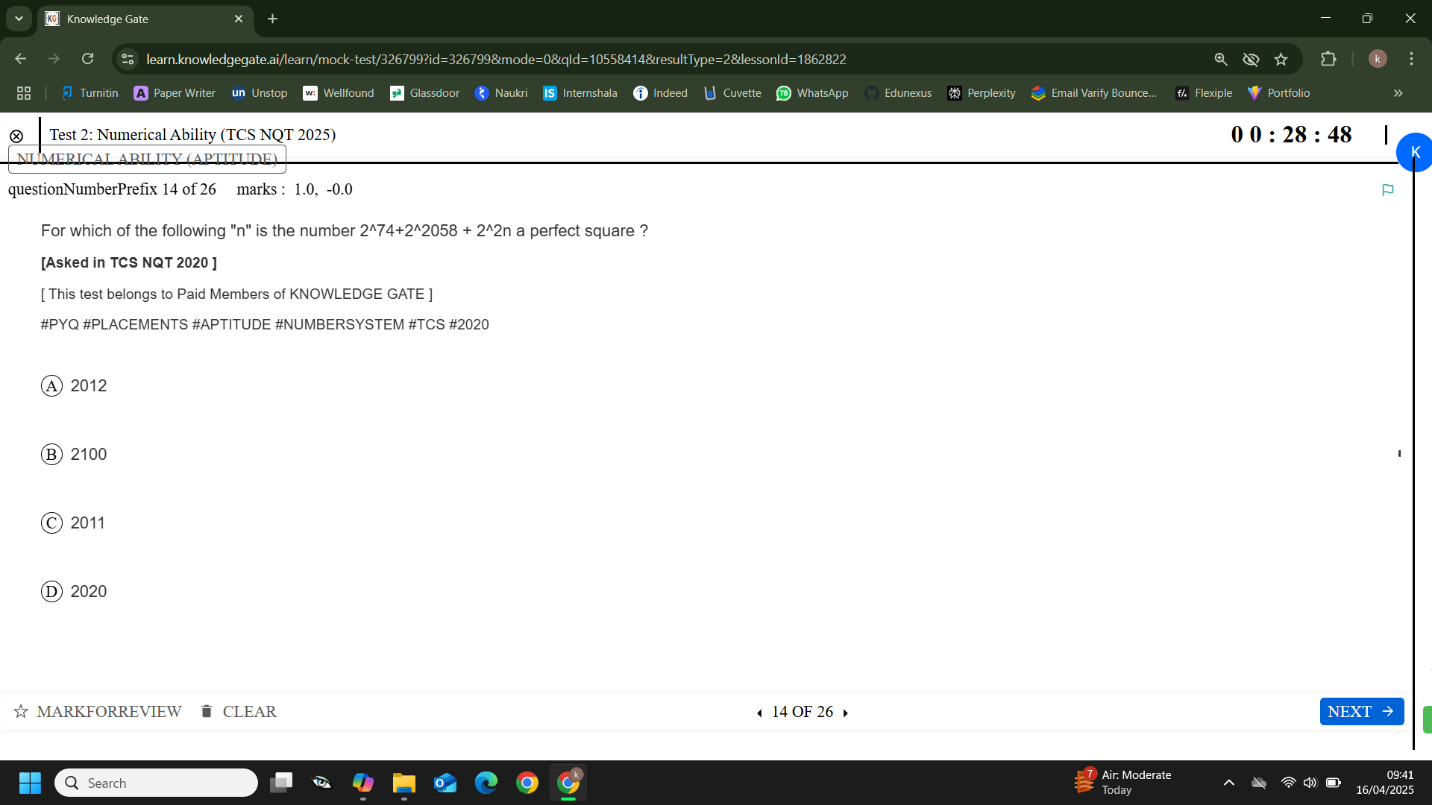 Knowledge Gate
learn.knowledgegate.ai/learn/mock-test/326799?id=326799&mode=0&qId=10558414&resultType=2&lessonId=1862822
k
Turnitin
A Paper Writer
un Unstop
w: Wellfound
Glassdoor
Naukri
IS Internshala
Indeed
Cuvette
WhatsApp
Edunexus
Perplexity
Email Varify Bounce...
f/. Flexiple
Portfolio
Test 2: Numerical Ability (TCS NQT 2025)
0 0 : 28 : 48
K
NUMERICAL ABILITY (APTITUDE)
questionNumberPrefix 14 of 26 marks : 1.0, -0.0
For which of the following "n" is the number 2^74+2^2058 + 2^2n a perfect square ?
[Asked in TCS NQT 2020 ]
[ This test belongs to Paid Members of KNOWLEDGE GATE ]
#PYQ #PLACEMENTS #APTITUDE #NUMBERSYSTEM #TCS #2020
A 2012
B 2100
C 2011
D 2020
MARKFORREVIEW
CLEAR
14 OF 26
NEXT
Search
7
Air: Moderate
Today
09:41
16/04/2025